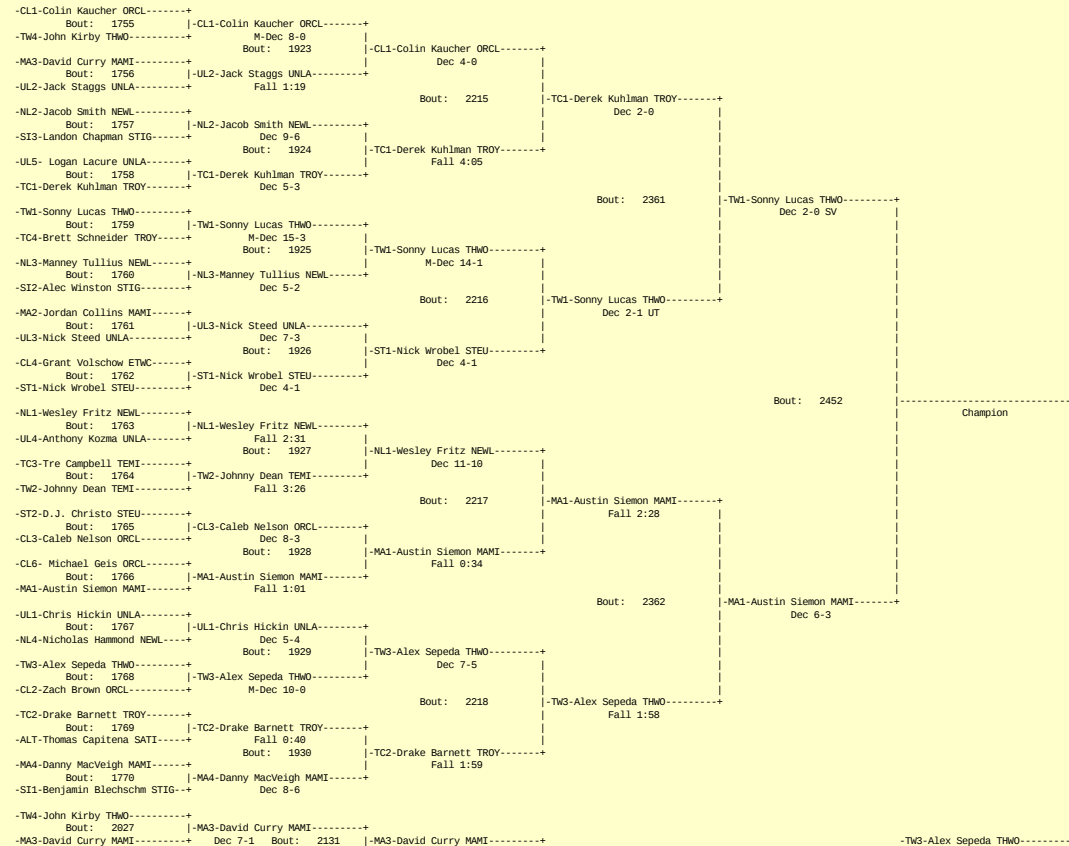 -CL1-Colin Kaucher ORCL-------+
Bout: 1755 |-CL1-Colin Kaucher ORCL-------+
-TW4-John Kirby THWO----------+ M-Dec 8-0 |
Bout: 1923 |-CL1-Colin Kaucher ORCL-------+
-MA3-David Curry MAMI---------+ | Dec 4-0 |
Bout: 1756 |-UL2-Jack Staggs UNLA---------+ |
-UL2-Jack Staggs UNLA---------+ Fall 1:19 |
Bout: 2215 |-TC1-Derek Kuhlman TROY-------+
-NL2-Jacob Smith NEWL---------+ | Dec 2-0 |
Bout: 1757 |-NL2-Jacob Smith NEWL---------+ | |
-SI3-Landon Chapman STIG------+ Dec 9-6 | | |
Bout: 1924 |-TC1-Derek Kuhlman TROY-------+ |
-UL5- Logan Lacure UNLA-------+ | Fall 4:05 |
Bout: 1758 |-TC1-Derek Kuhlman TROY-------+ |
-TC1-Derek Kuhlman TROY-------+ Dec 5-3 |
Bout: 2361 |-TW1-Sonny Lucas THWO---------+
-TW1-Sonny Lucas THWO---------+ | Dec 2-0 SV |
Bout: 1759 |-TW1-Sonny Lucas THWO---------+ | |
-TC4-Brett Schneider TROY-----+ M-Dec 15-3 | | |
Bout: 1925 |-TW1-Sonny Lucas THWO---------+ | |
-NL3-Manney Tullius NEWL------+ | M-Dec 14-1 | | |
Bout: 1760 |-NL3-Manney Tullius NEWL------+ | | |
-SI2-Alec Winston STIG--------+ Dec 5-2 | | |
Bout: 2216 |-TW1-Sonny Lucas THWO---------+ |
-MA2-Jordan Collins MAMI------+ | Dec 2-1 UT |
Bout: 1761 |-UL3-Nick Steed UNLA----------+ | |
-UL3-Nick Steed UNLA----------+ Dec 7-3 | | |
Bout: 1926 |-ST1-Nick Wrobel STEU---------+ |
-CL4-Grant Volschow ETWC------+ | Dec 4-1 |
Bout: 1762 |-ST1-Nick Wrobel STEU---------+ |
-ST1-Nick Wrobel STEU---------+ Dec 4-1 |
Bout: 2452 |-----------------------------
-NL1-Wesley Fritz NEWL--------+ | Champion
Bout: 1763 |-NL1-Wesley Fritz NEWL--------+ |
-UL4-Anthony Kozma UNLA-------+ Fall 2:31 | |
Bout: 1927 |-NL1-Wesley Fritz NEWL--------+ |
-TC3-Tre Campbell TEMI--------+ | Dec 11-10 | |
Bout: 1764 |-TW2-Johnny Dean TEMI---------+ | |
-TW2-Johnny Dean TEMI---------+ Fall 3:26 | |
Bout: 2217 |-MA1-Austin Siemon MAMI-------+ |
-ST2-D.J. Christo STEU--------+ | Fall 2:28 | |
Bout: 1765 |-CL3-Caleb Nelson ORCL--------+ | | |
-CL3-Caleb Nelson ORCL--------+ Dec 8-3 | | | |
Bout: 1928 |-MA1-Austin Siemon MAMI-------+ | |
-CL6- Michael Geis ORCL-------+ | Fall 0:34 | |
Bout: 1766 |-MA1-Austin Siemon MAMI-------+ | |
-MA1-Austin Siemon MAMI-------+ Fall 1:01 | |
Bout: 2362 |-MA1-Austin Siemon MAMI-------+
-UL1-Chris Hickin UNLA--------+ | Dec 6-3
Bout: 1767 |-UL1-Chris Hickin UNLA--------+ |
-NL4-Nicholas Hammond NEWL----+ Dec 5-4 | |
Bout: 1929 |-TW3-Alex Sepeda THWO---------+ |
-TW3-Alex Sepeda THWO---------+ | Dec 7-5 | |
Bout: 1768 |-TW3-Alex Sepeda THWO---------+ | |
-CL2-Zach Brown ORCL----------+ M-Dec 10-0 | |
Bout: 2218 |-TW3-Alex Sepeda THWO---------+
-TC2-Drake Barnett TROY-------+ | Fall 1:58
Bout: 1769 |-TC2-Drake Barnett TROY-------+ |
-ALT-Thomas Capitena SATI-----+ Fall 0:40 | |
Bout: 1930 |-TC2-Drake Barnett TROY-------+
-MA4-Danny MacVeigh MAMI------+ | Fall 1:59
Bout: 1770 |-MA4-Danny MacVeigh MAMI------+
-SI1-Benjamin Blechschm STIG--+ Dec 8-6
-TW4-John Kirby THWO----------+
Bout: 2027 |-MA3-David Curry MAMI---------+
-MA3-David Curry MAMI---------+ Dec 7-1 Bout: 2131 |-MA3-David Curry MAMI---------+ -TW3-Alex Sepeda THWO--------